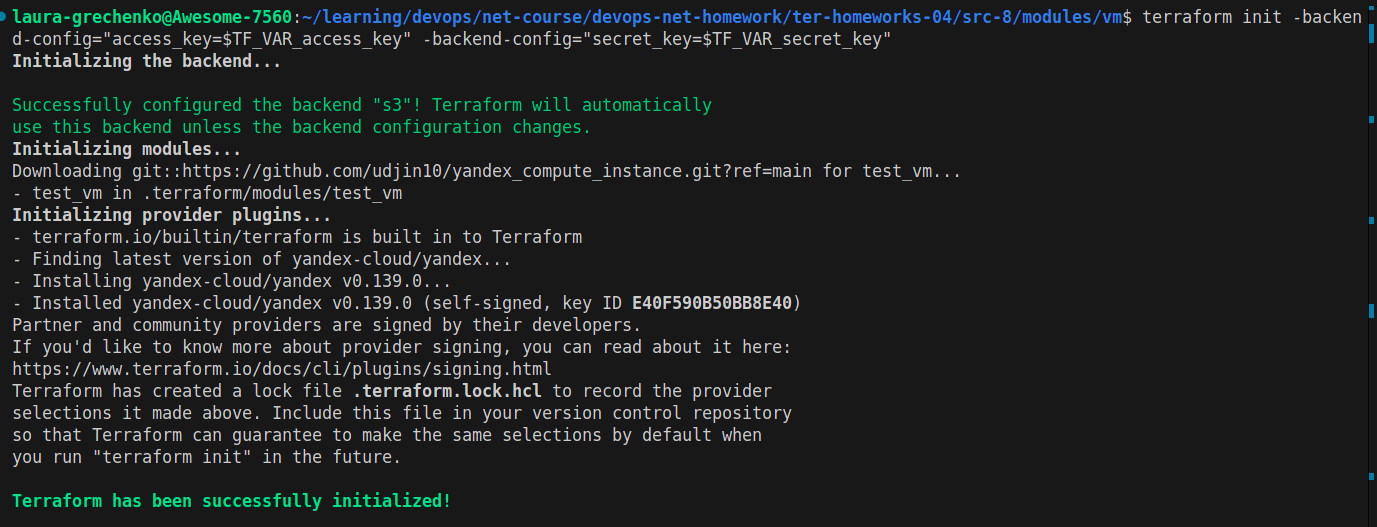 laura-grechenko@Awesome-7560:~/learning/devops/net-course/devops-net-homework/ter-homeworks-04/src-8/modules/vm$ terraform init -backen
d-config="access_key=$TF_VAR_access_key" -backend-config="secret_key=$TF_VAR_secret_key"
Initializing the backend...
Successfully configured the backend "s3"! Terraform will automatically
use this backend unless the backend configuration changes.
Initializing modules...
Downloading git::https://github.com/udjin10/yandex_compute_instance.git?ref=main for test_vm...
- test_vm in .terraform/modules/test_vm
Initializing provider plugins...
- terraform.io/builtin/terraform is built in to Terraform
- Finding latest version of yandex-cloud/yandex...
- Installing yandex-cloud/yandex v0.139.0...
- Installed yandex-cloud/yandex v0.139.0 (self-signed, key ID E40F590B50BB8E40)
Partner and community providers are signed by their developers.
If you'd like to know more about provider signing, you can read about it here:
https://www.terraform.io/docs/cli/plugins/signing.html
Terraform has created a lock file .terraform.lock.hcl to record the provider
selections it made above. Include this file in your version control repository
so that Terraform can guarantee to make the same selections by default when
you run "terraform init" in the future.
Terraform has been successfully initialized!